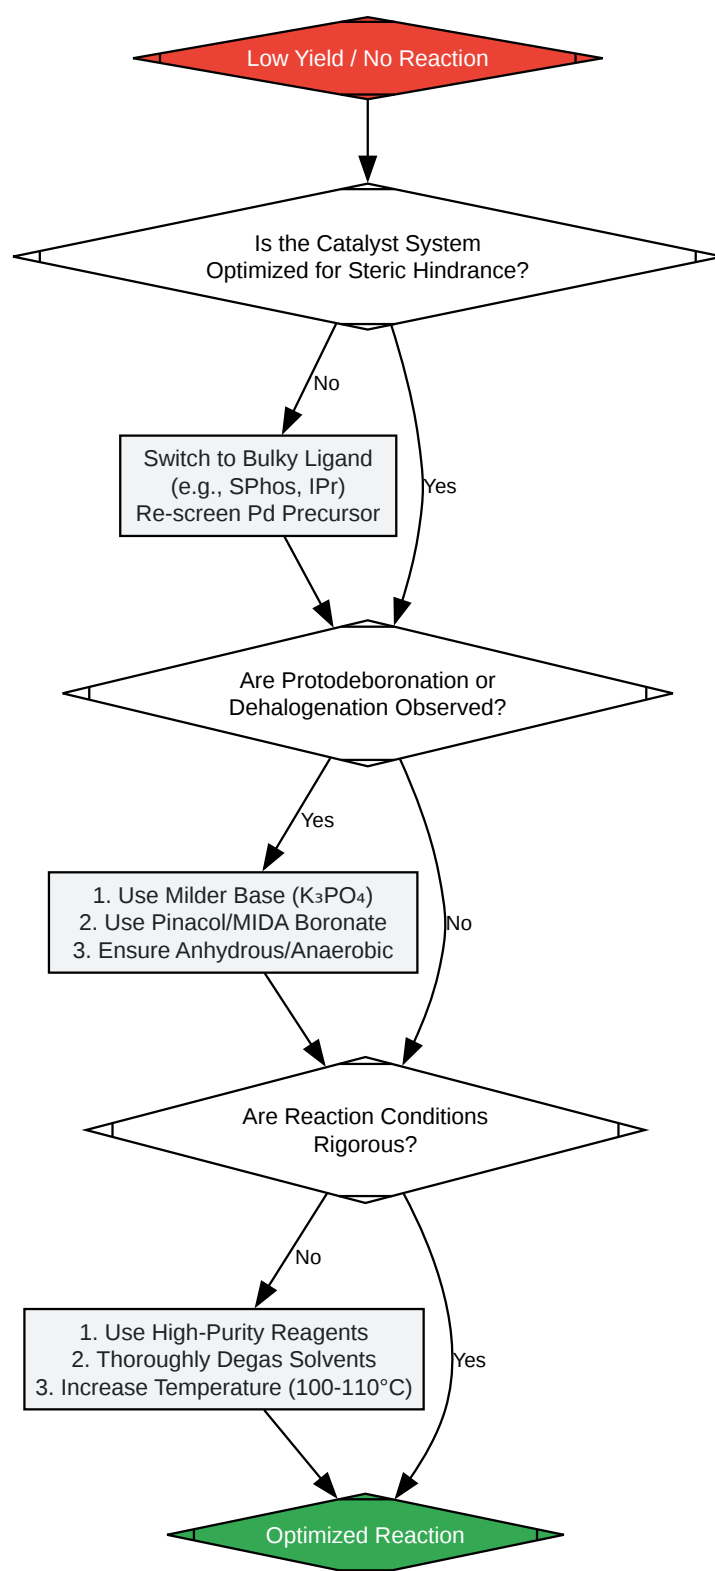 Low Yield / No Reaction
Is the Catalyst System
Optimized for Steric Hindrance?
No
Switch to Bulky Ligand
(e.g., SPhos, IPr)
Re-screen Pd Precursor
Yes
Are Protodeboronation or
Dehalogenation Observed?
Yes
1. Use Milder Base (K₃PO₄)
2. Use Pinacol/MIDA Boronate
3. Ensure Anhydrous/Anaerobic
No
Are Reaction Conditions
Rigorous?
No
1. Use High-Purity Reagents
2. Thoroughly Degas Solvents
3. Increase Temperature (100-110°C)
Yes
Optimized Reaction